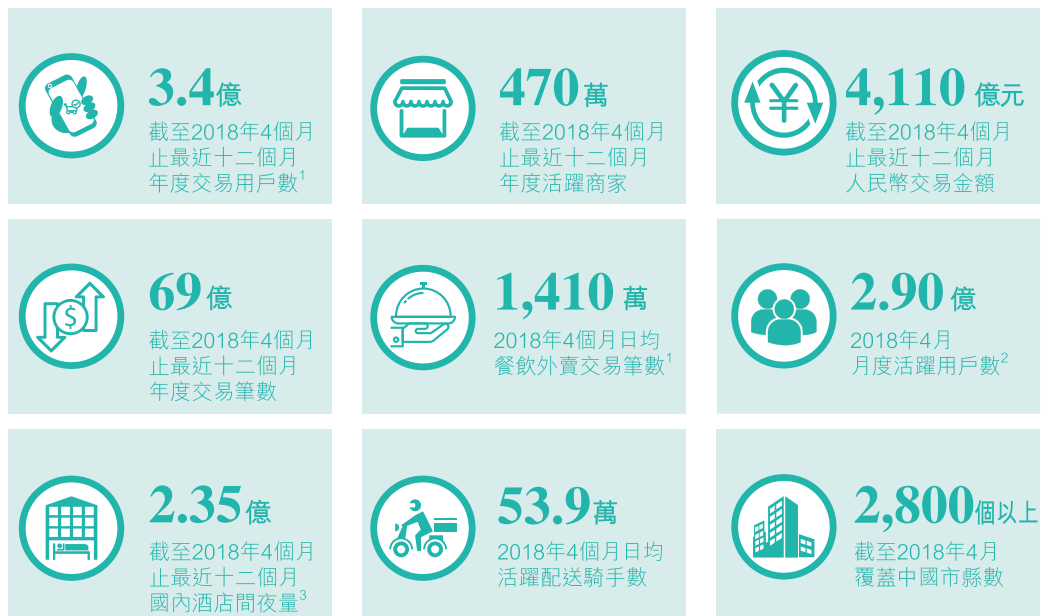 3.4億
截至2018年4個月
止最近十二個月
年度交易用戶數1
470萬
截至2018年4個月
止最近十二個月
年度活躍商家
¥
4,110 億元
截至2018年4個月
止最近十二個月
人民幣交易金額
$
69億
截至2018年4個月
止最近十二個月
年度交易筆數
1,410 萬
2018年4個月日均
餐飲外賣交易筆數1
2.90 億
2018年4月
月度活躍用戶數2
2.35億
截至2018年4個月
止最近十二個月
國內酒店間夜量3
53.9萬
2018年4個月日均
活躍配送騎手數
2,800個以上
截至2018年4月
覆蓋中國市縣數